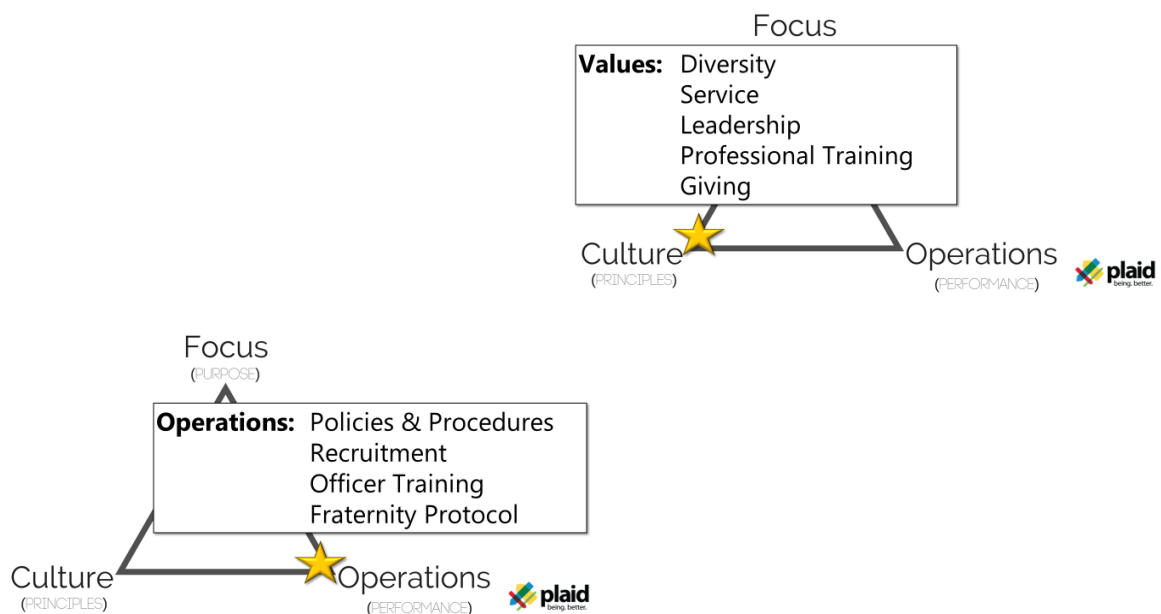 Focus
Values: Diversity
Service
Leadership
Professional Training
Giving
Culture
(PRINCIPLES)
Operations
(PERFORMANCE)
plaid
being. better.
Focus
(PURPOSE)
Operations: Policies & Procedures
Recruitment
Officer Training
Fraternity Protocol
Culture
(PRINCIPLES)
Operations
(PERFORMANCE)
plaid
being. better.